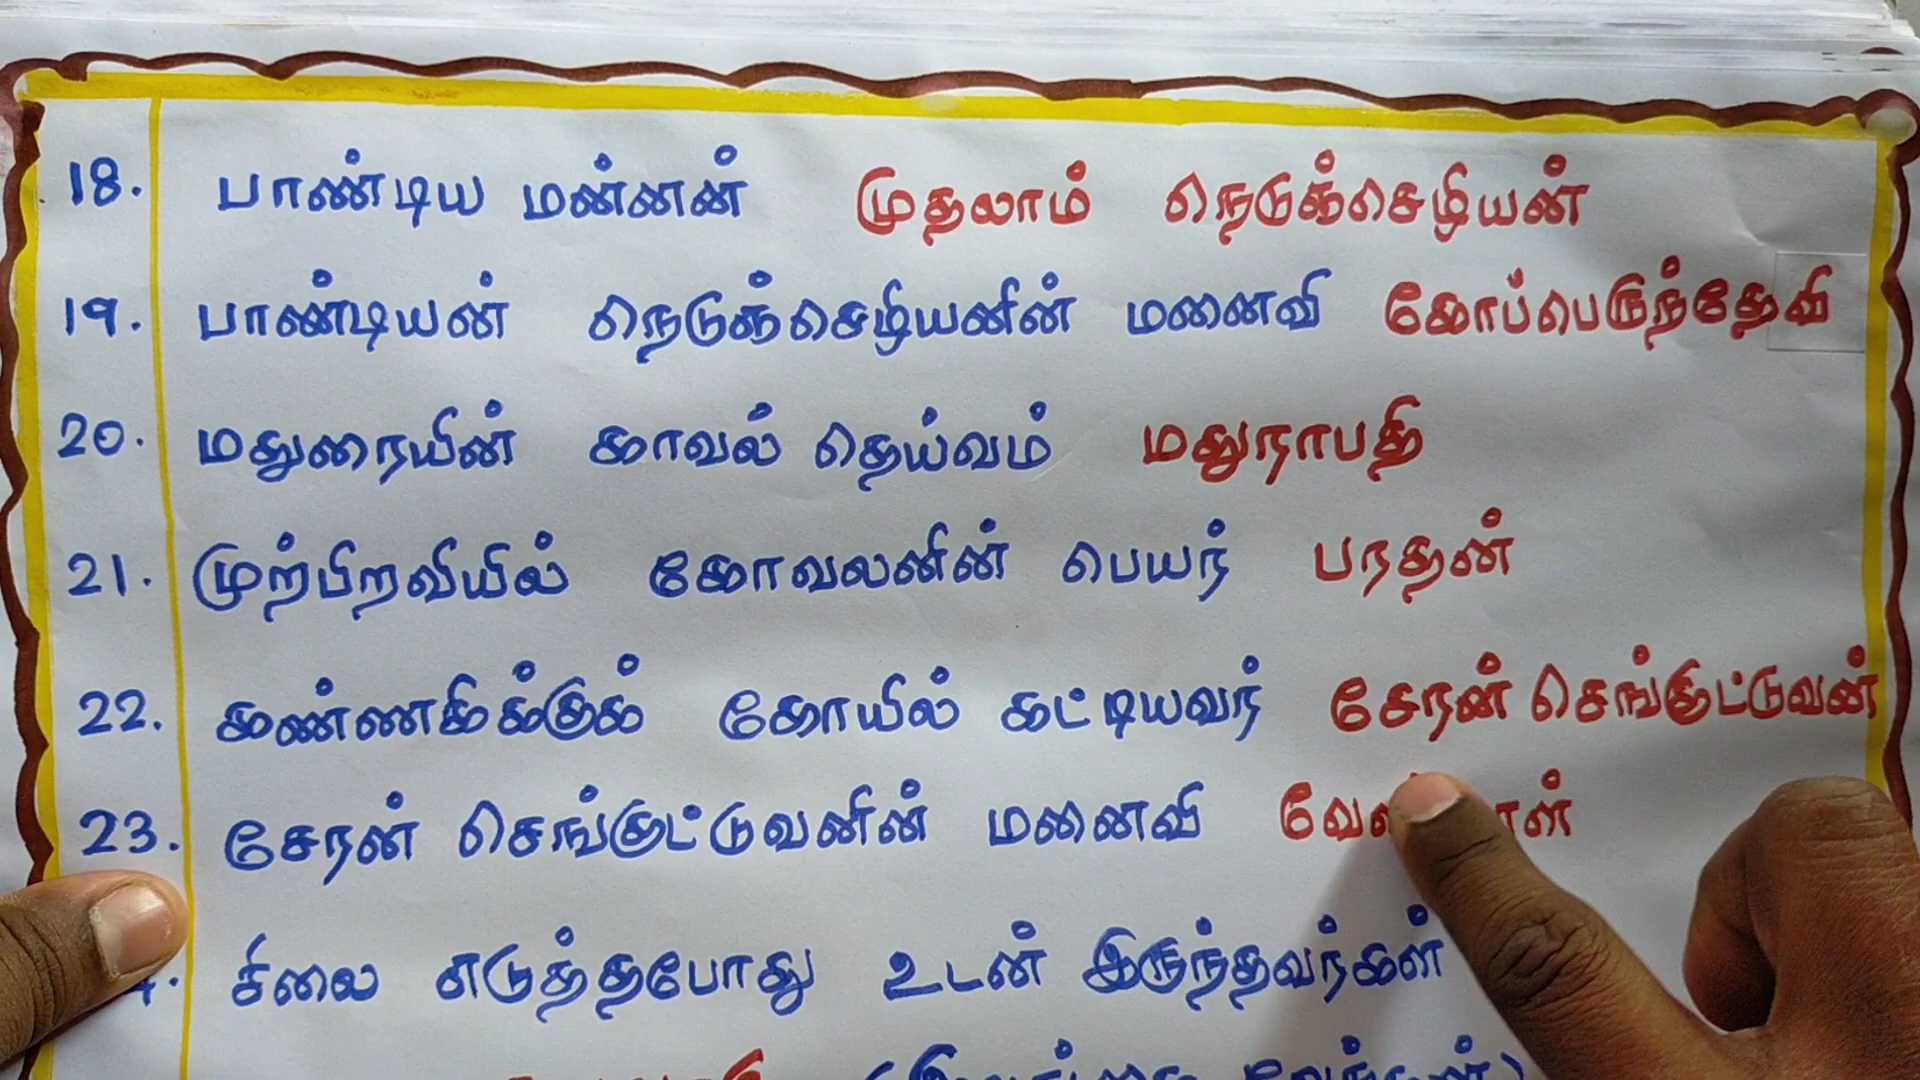 18. பாண்டிய மன்னன் முதலாம் நெடுஞ்செழியன்
19. பாண்டியன் நெடுஞ்செழியனின் மனைவி கோப்பெருந்தேவி
20. மதுரையின் காவல் தெய்வம் மதுராபதி
21. முற்பிறவியில் கோவலனின் பெயர் பரதன்
22. கண்ணகிக்குக் கோயில் கட்டியவர் சேரன் செங்குட்டுவன்
23. சேரன் செங்குட்டுவனின் மனைவி
சிலை எடுத்தபோது உடன் இருந்தவர்கள்